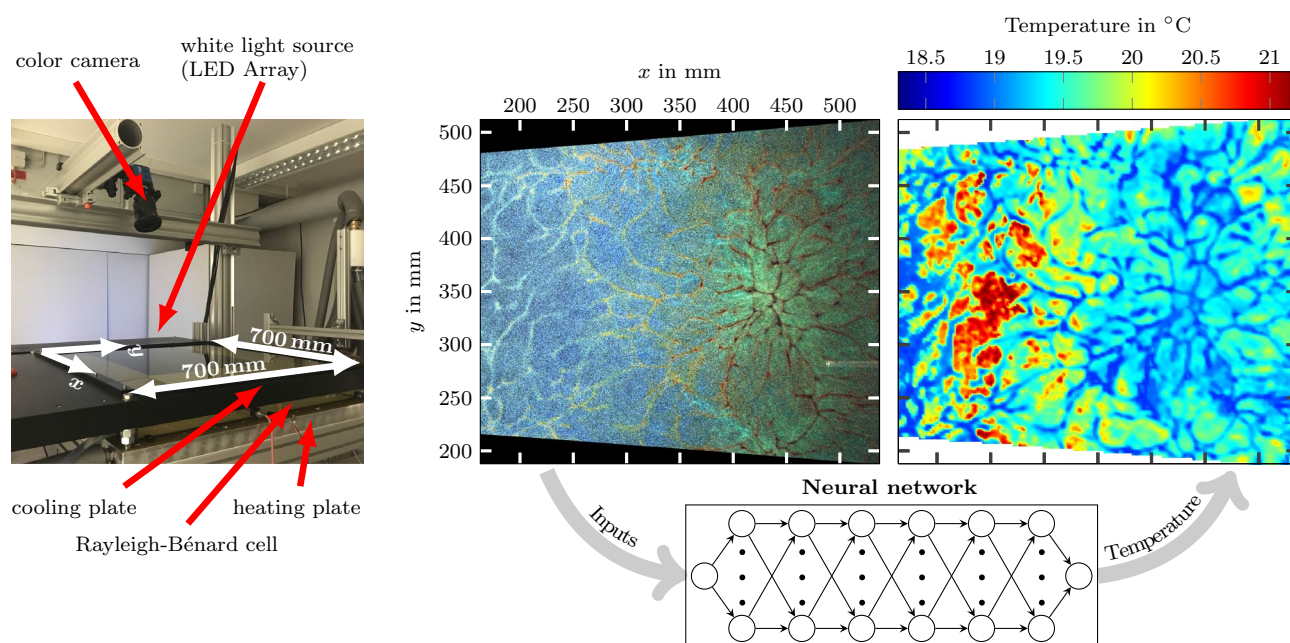 color camera
white light source
(LED Array)
700 mm
700 mm
y
x
cooling plate
heating plate
Rayleigh-Bénard cell
x in mm
200 250 300 350 400 450 500
y in mm
500
450
400
350
300
250
200
Temperature in °C
18.5 19 19.5 20 20.5 21
Neural network
Inputs
Temperature